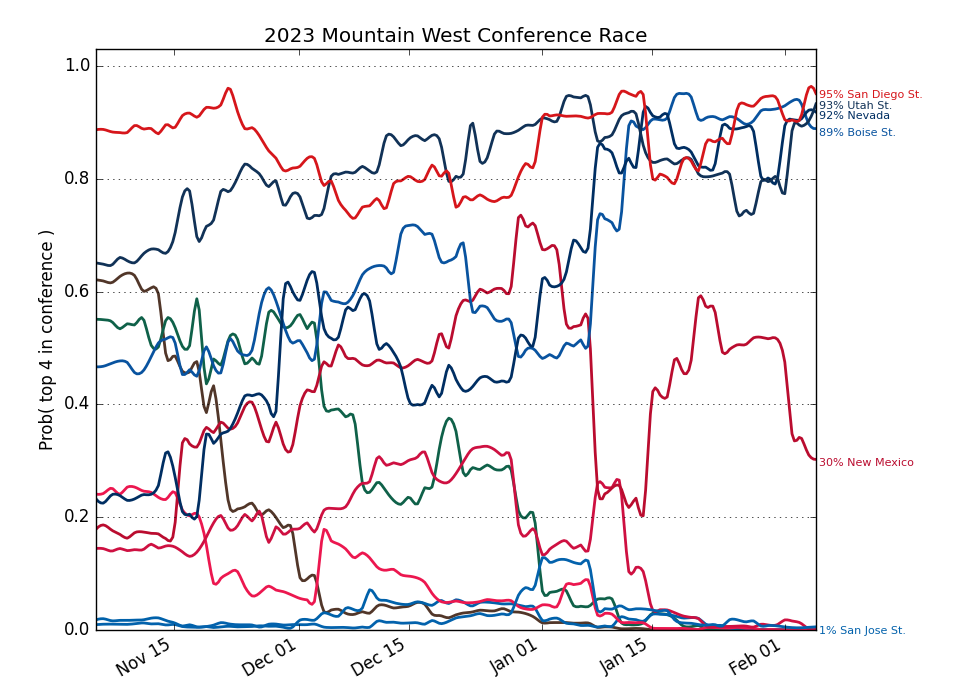 2023 Mountain West Conference Race
Prob( top 4 in conference )
1.0
0.8
0.6
0.4
0.2
0.0
Nov 15
Dec 01
Dec 15
Jan 01
Jan 15
Feb 01
95% San Diego St.
93% Utah St.
92% Nevada
89% Boise St.
30% New Mexico
1% San Jose St.